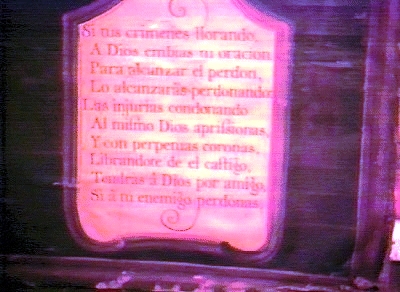 Si tus crimenes llorando,
A Dios embias tu oracion
Para alcanzar el perdon,
Lo alcanzarás perdonando
Las injurias condonando
Al mismo Dios aprisionas,
Y con perpetuas coronas,
Librandote de el castigo,
Tendras á Dios por amigo,
Si á tu enemigo perdonas.